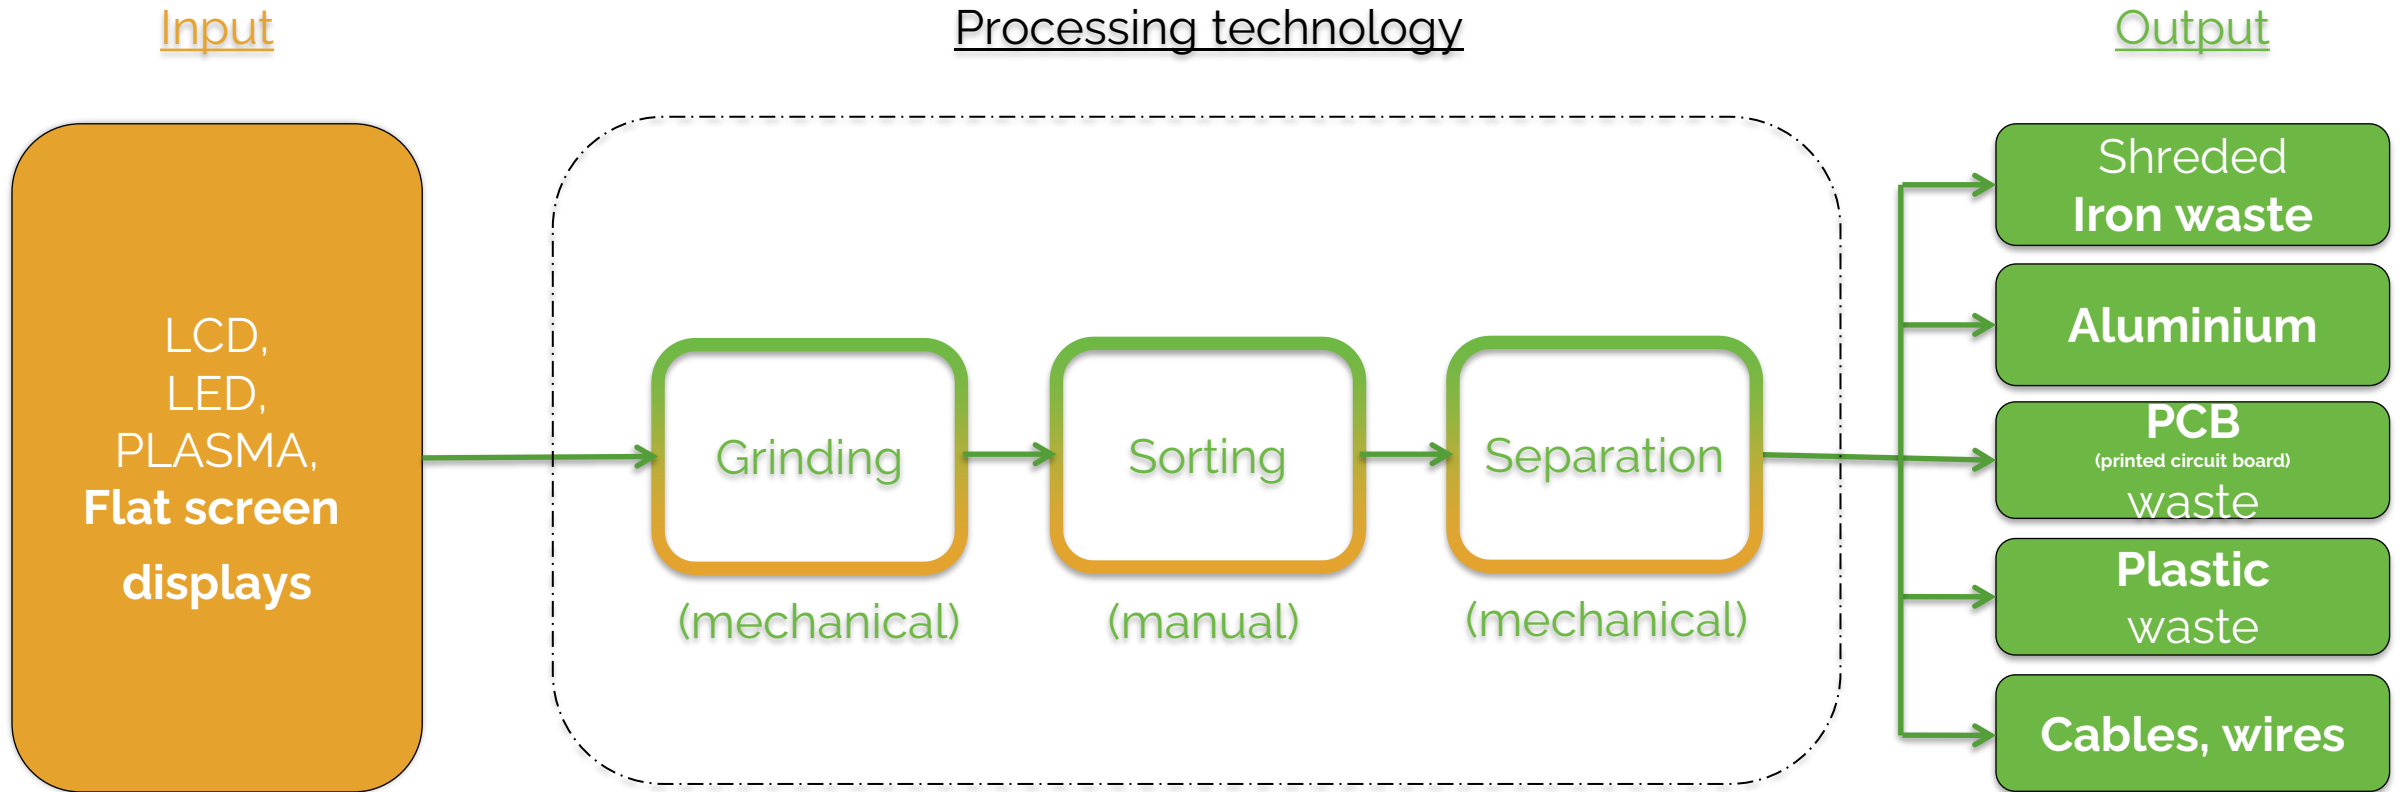 Input
Processing technology
Output
LCD,
LED,
PLASMA,
Flat screen
displays
Grinding
(mechanical)
Sorting
(manual)
Separation
(mechanical)
Shreded
Iron waste
Aluminium
PCB
(printed circuit board)
waste
Plastic
waste
Cables, wires